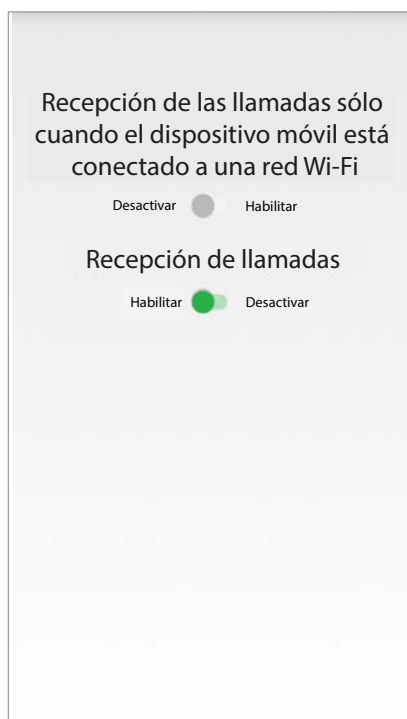 Recepción de las llamadas sólo
cuando el dispositivo móvil está
conectado a una red Wi-Fi
Desactivar Habilitar
Recepción de llamadas
Habilitar Desactivar